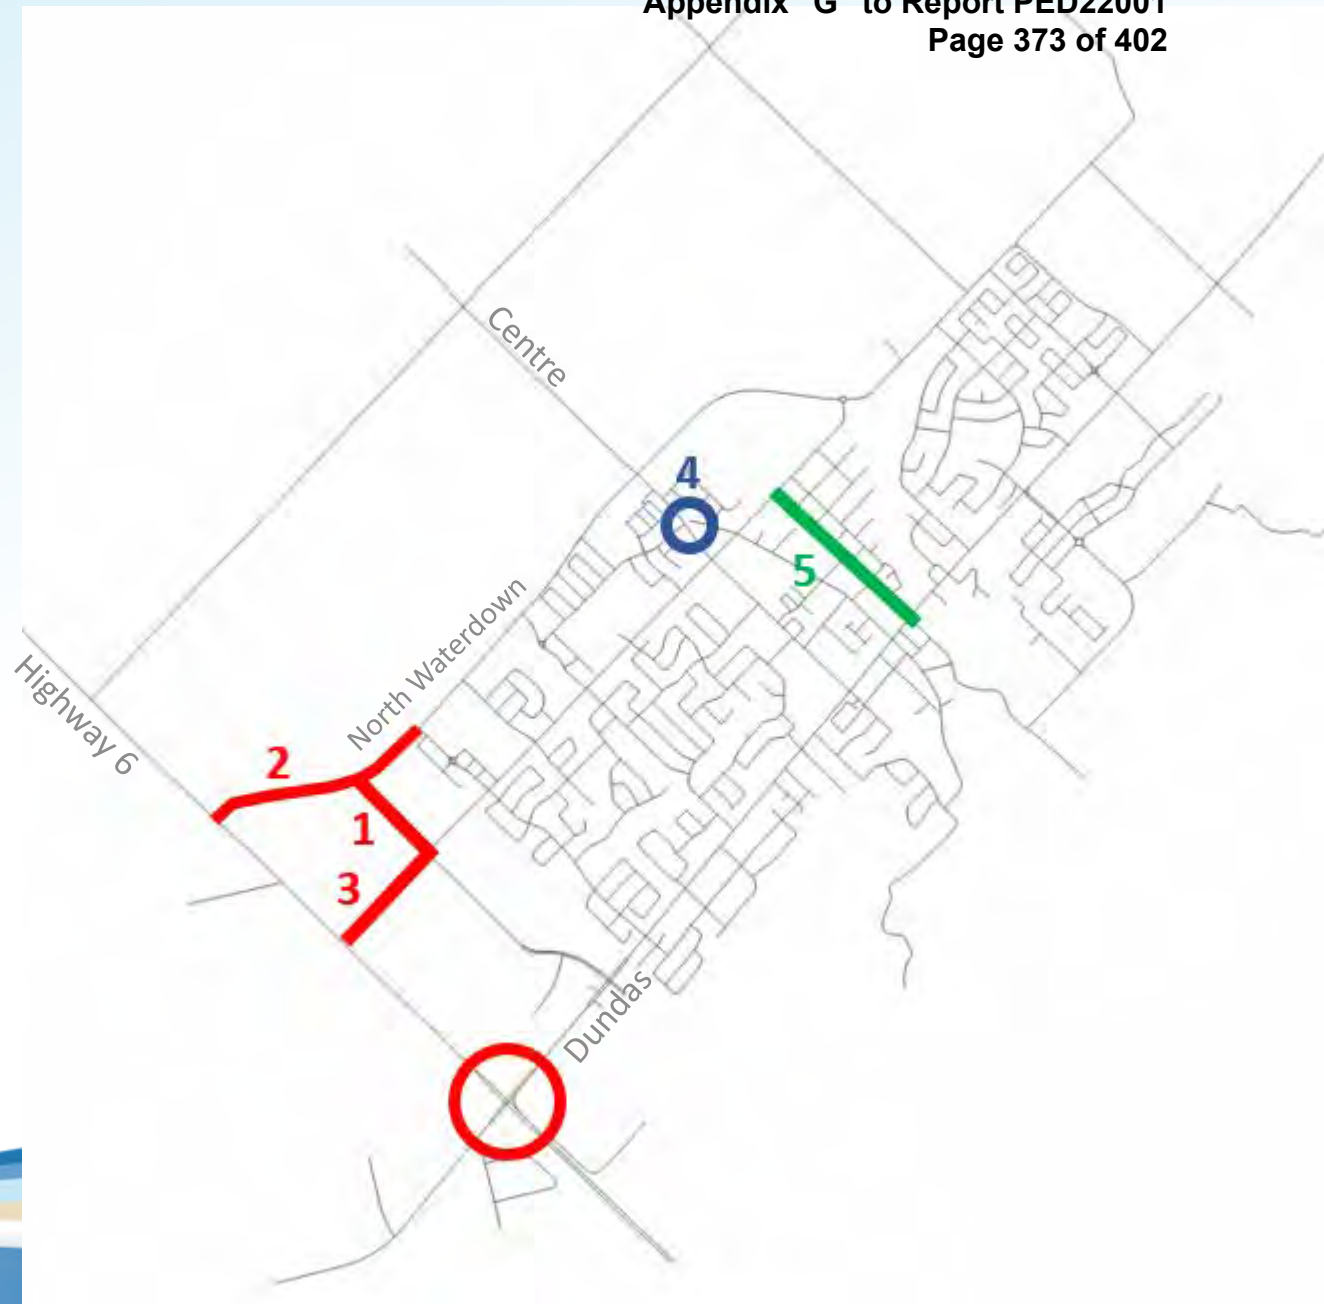 Appendix "G" to Report PED22001
Page 373 of 402
Centre
4
5
North Waterdown
Highway 6
2
1
3
Dundas